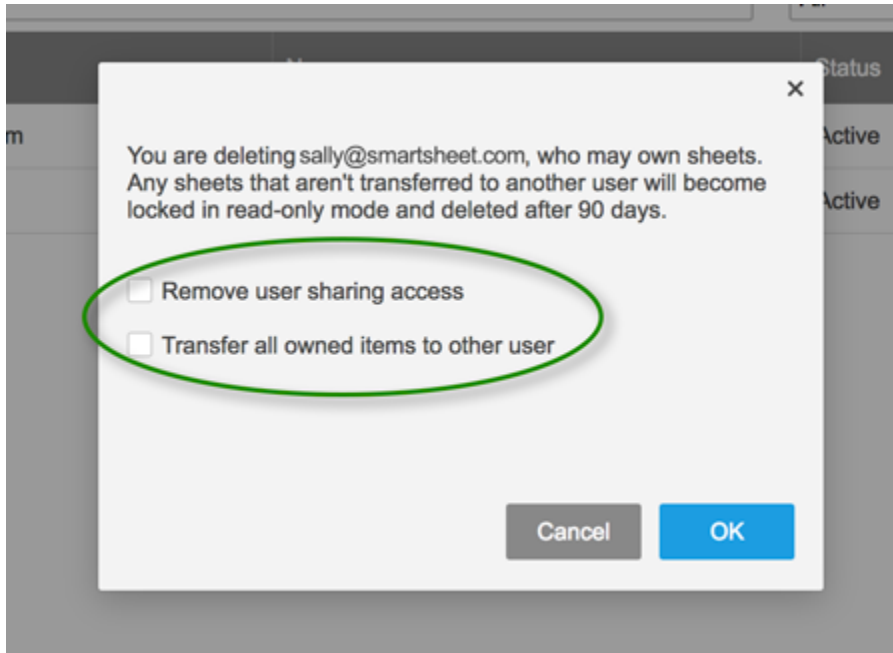 Status
×
m
Active
You are deleting sally@smartsheet.com, who may own sheets.
Any sheets that aren't transferred to another user will become
locked in read-only mode and deleted after 90 days.
Active
Remove user sharing access
Transfer all owned items to other user
Cancel
OK